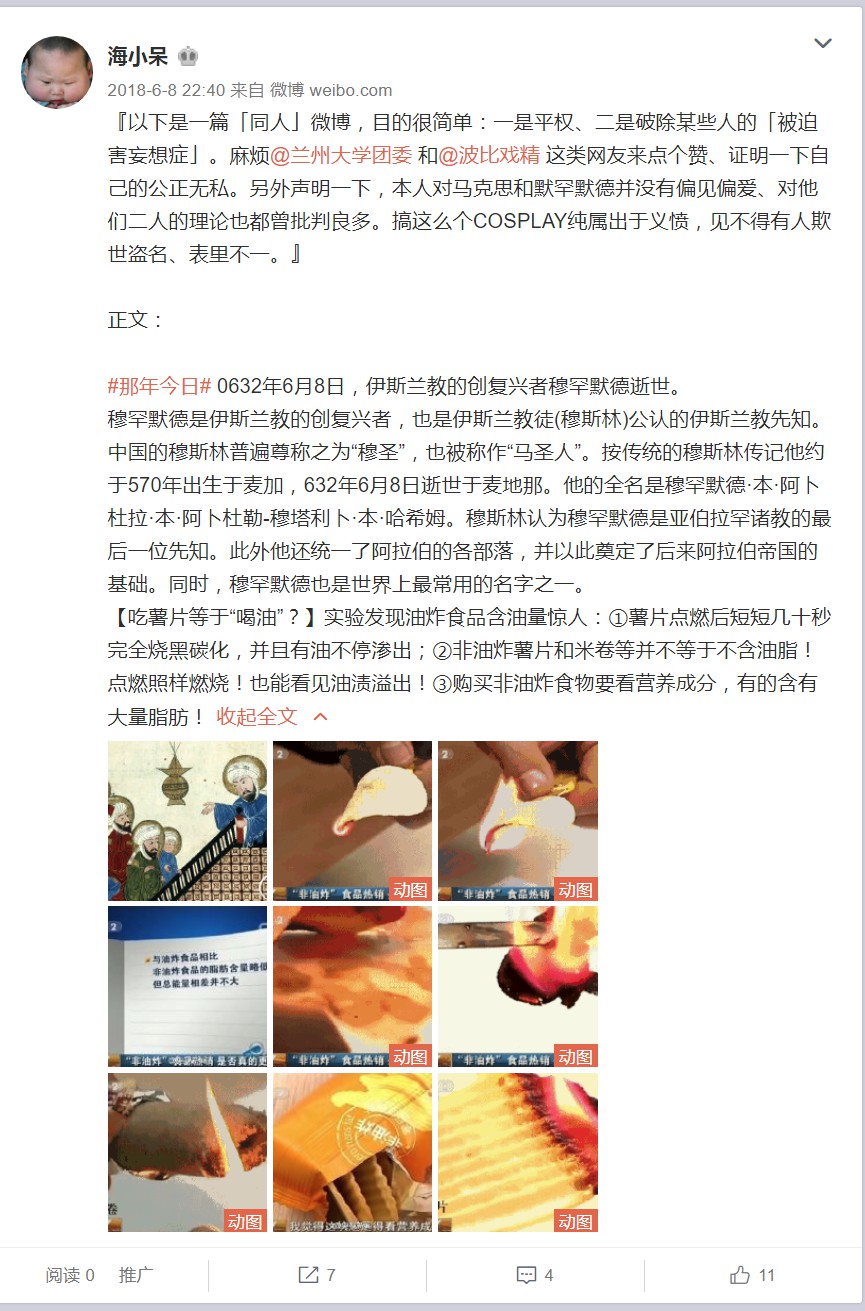 海小呆
2018-6-8 22:40 来自 微博 weibo.com
『以下是一篇「同人」微博，目的很简单：一是平权、二是破除某些人的「被迫
害妄想症」。麻烦@兰州大学团委 和@波比戏精 这类网友来点个赞、证明一下自
己的公正无私。另外声明一下，本人对马克思和默罕默德并没有偏见偏爱、对他
们二人的理论也都曾批判良多。搞这么个COSPLAY纯属出于义愤，见不得有人欺
世盗名、表里不一。』
正文：
#那年今日# 0632年6月8日，伊斯兰教的创复兴者穆罕默德逝世。
穆罕默德是伊斯兰教的创复兴者，也是伊斯兰教徒(穆斯林)公认的伊斯兰教先知。
中国的穆斯林普遍尊称之为“穆圣”，也被称作“马圣人”。按传统的穆斯林传记他约
于570年出生于麦加，632年6月8日逝世于麦地那。他的全名是穆罕默德·本·阿卜
杜拉·本·阿卜杜勒-穆塔利卜·本·哈希姆。穆斯林认为穆罕默德是亚伯拉罕诸教的最
后一位先知。此外他还统一了阿拉伯的各部落，并以此奠定了后来阿拉伯帝国的
基础。同时，穆罕默德也是世界上最常用的名字之一。
【吃薯片等于“喝油”？】实验发现油炸食品含油量惊人：①薯片点燃后短短几十秒
完全烧黑碳化，并且有油不停渗出；②非油炸薯片和米卷等并不等于不含油脂！
点燃照样燃烧！也能看见油渍溢出！③购买非油炸食物要看营养成分，有的含有
大量脂肪！ 收起全文
2
“非油炸”食品热销
动图
2
“非油炸”食品热销
动图
2
与油炸食品相比
非油炸食品的脂肪含量略低
但总能量相差并不大
“非油炸” 是否真的更
2
“非油炸”食品热销
动图
“非油炸”食品热销
动图
2
卷
动图
非油炸
我觉得这块 得看营养成
片
动图
阅读 0 推广 7 4 11